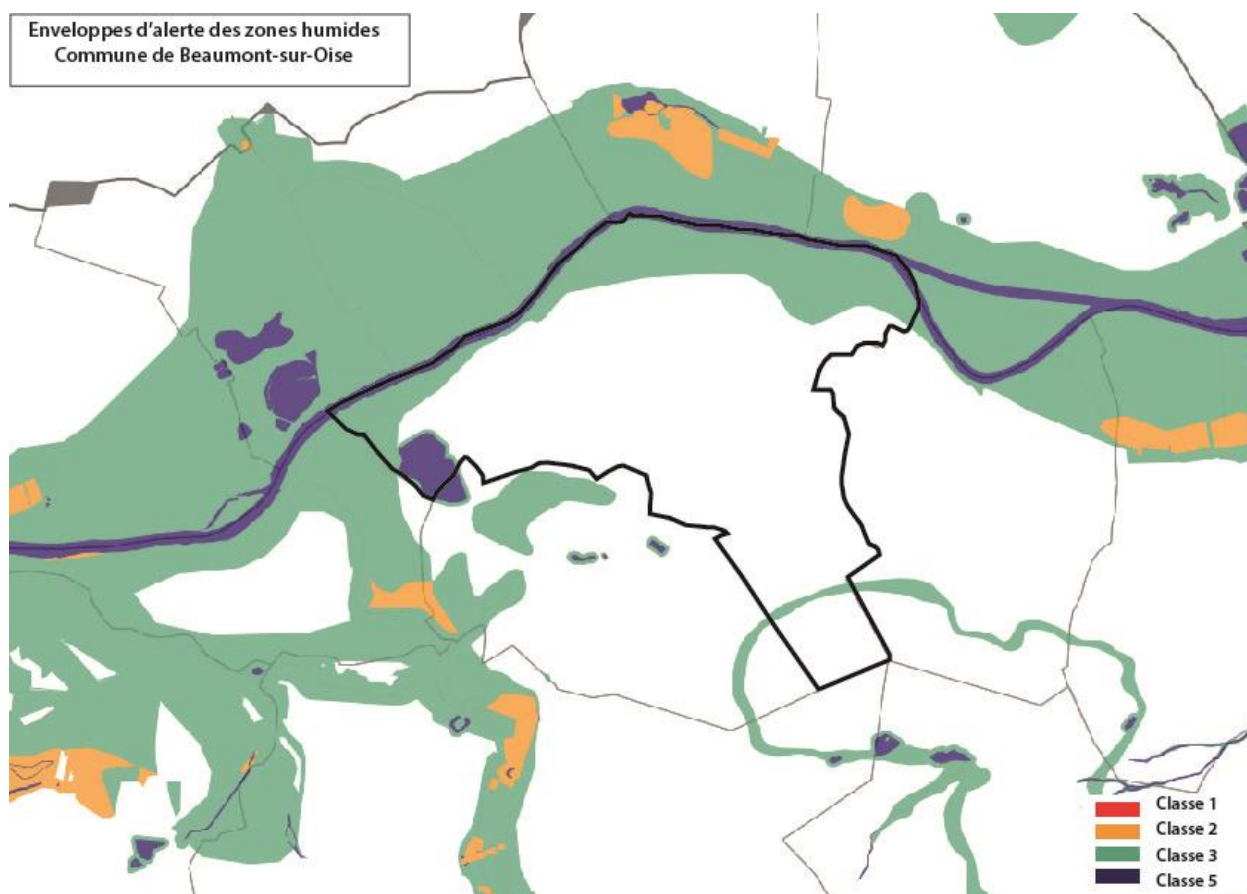 Enveloppes d'alerte des zones humides
Commune de Beaumont-sur-Oise
Classe 1
Classe 2
Classe 3
Classe 5